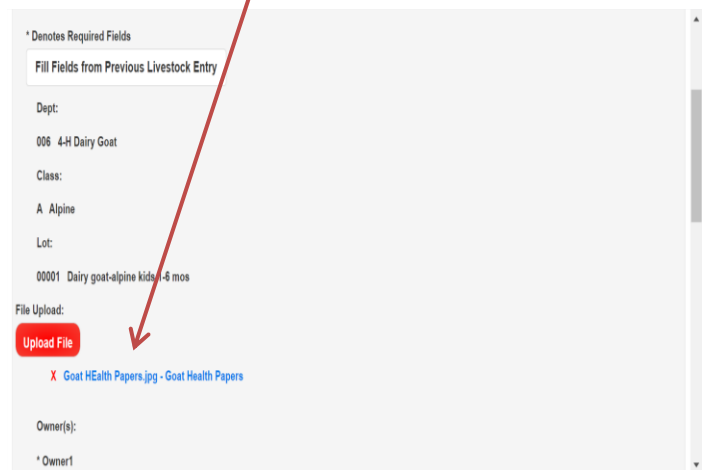 * Denotes Required Fields
Fill Fields from Previous Livestock Entry
Dept:
006 4-H Dairy Goat
Class:
A Alpine
Lot:
00001 Dairy goat-alpine kids 1-6 mos
File Upload:
Upload File
X Goat HEalth Papers.jpg - Goat Health Papers
Owner(s):
* Owner1